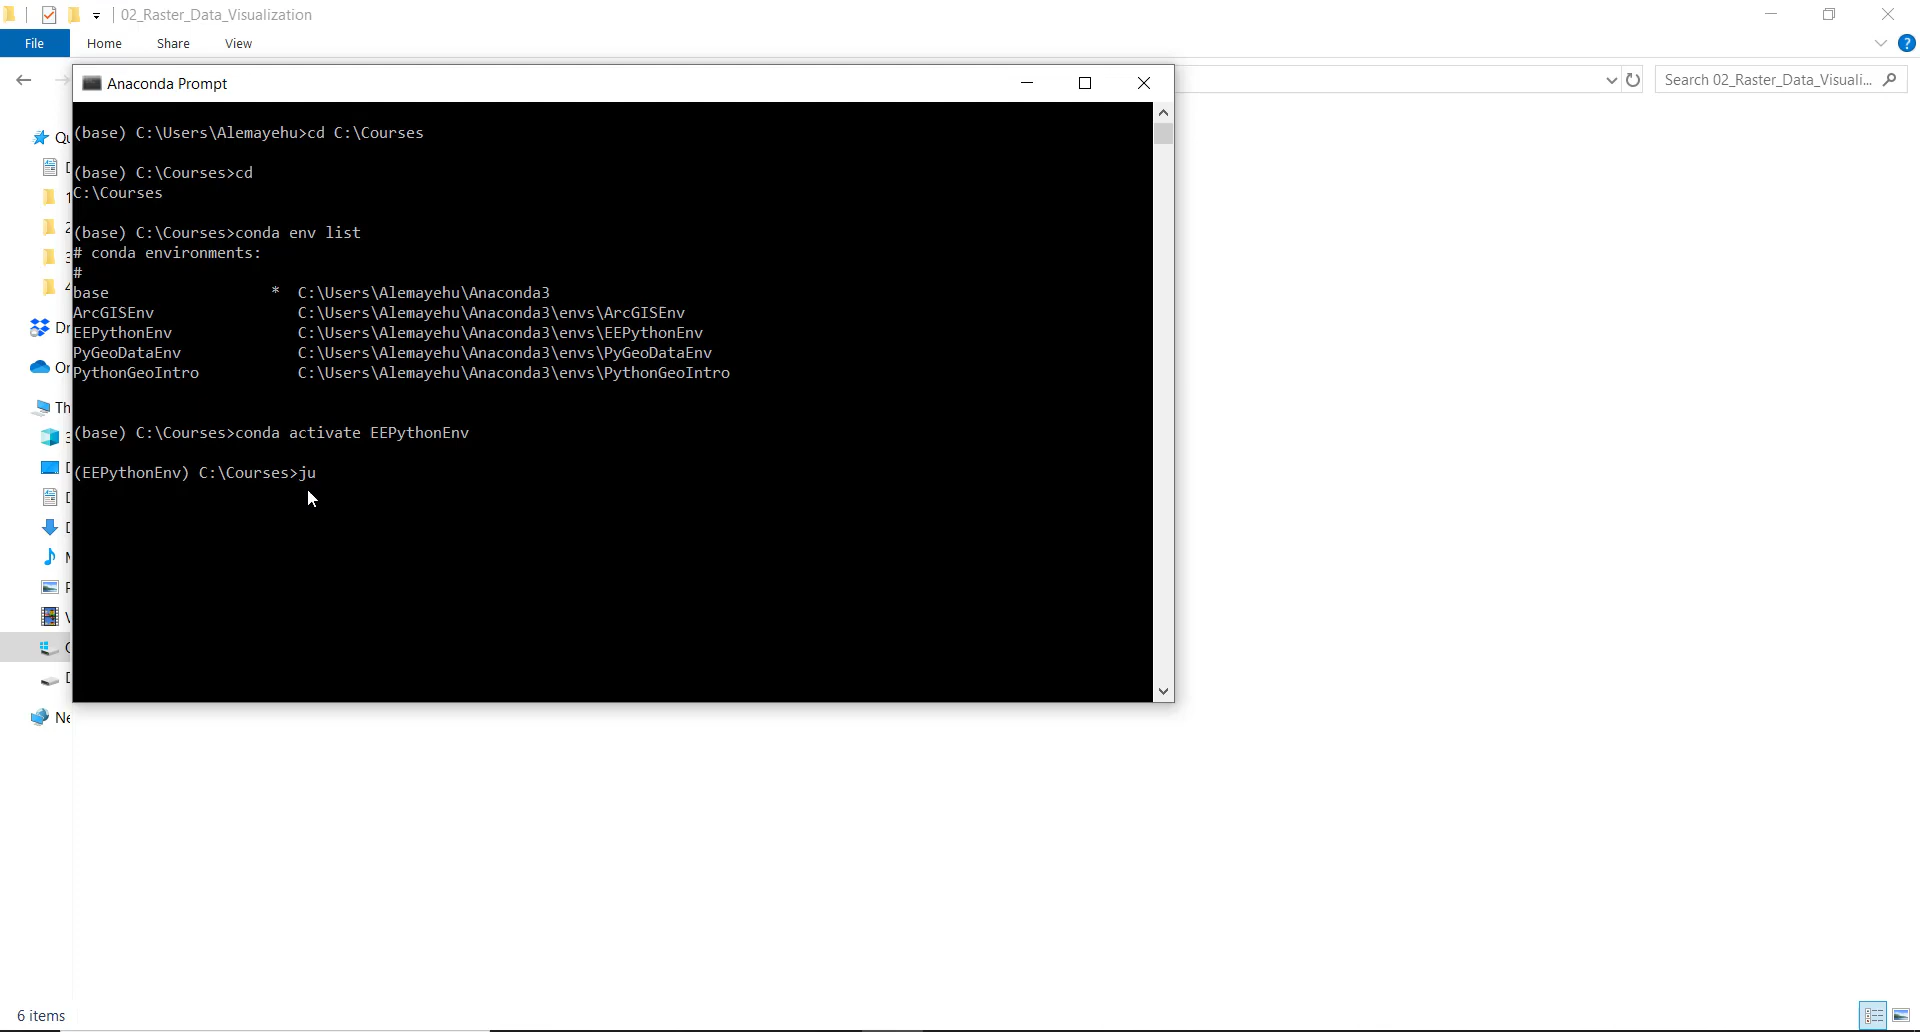 02_Raster_Data_Visualization
File Home Share View
Anaconda Prompt
Search 02_Raster_Data_Visuali...
(base) C:\Users\Alemayehu>cd C:\Courses
(base) C:\Courses>cd
C:\Courses
(base) C:\Courses>conda env list
# conda environments:
#
base * C:\Users\Alemayehu\Anaconda3
ArcGISEnv C:\Users\Alemayehu\Anaconda3\envs\ArcGISEnv
EEPythonEnv C:\Users\Alemayehu\Anaconda3\envs\EEPythonEnv
PyGeoDataEnv C:\Users\Alemayehu\Anaconda3\envs\PyGeoDataEnv
PythonGeoIntro C:\Users\Alemayehu\Anaconda3\envs\PythonGeoIntro
(base) C:\Courses>conda activate EEPythonEnv
(EEPythonEnv) C:\Courses>ju
6 items